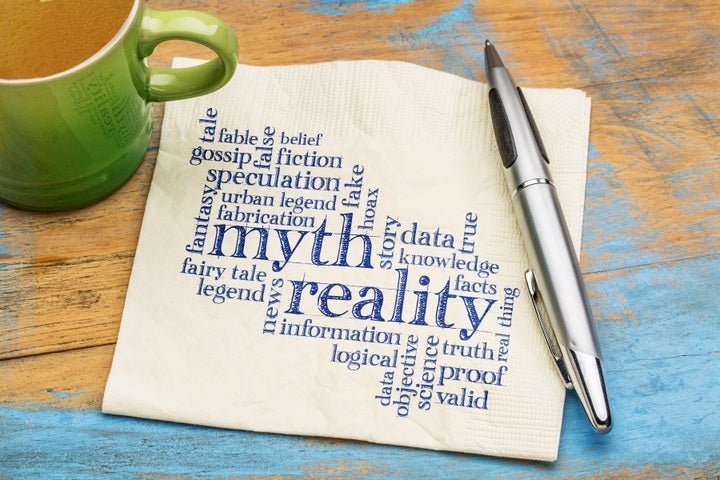 tale
fable
false
belief
gossip
fiction
speculation
fake
urban legend
hoax
fantasy
fabrication
myth
story
data
true
fairy tale
knowledge
legend
news
reality
facts
real thing
information
logical
objective
science
truth
data
proof
valid